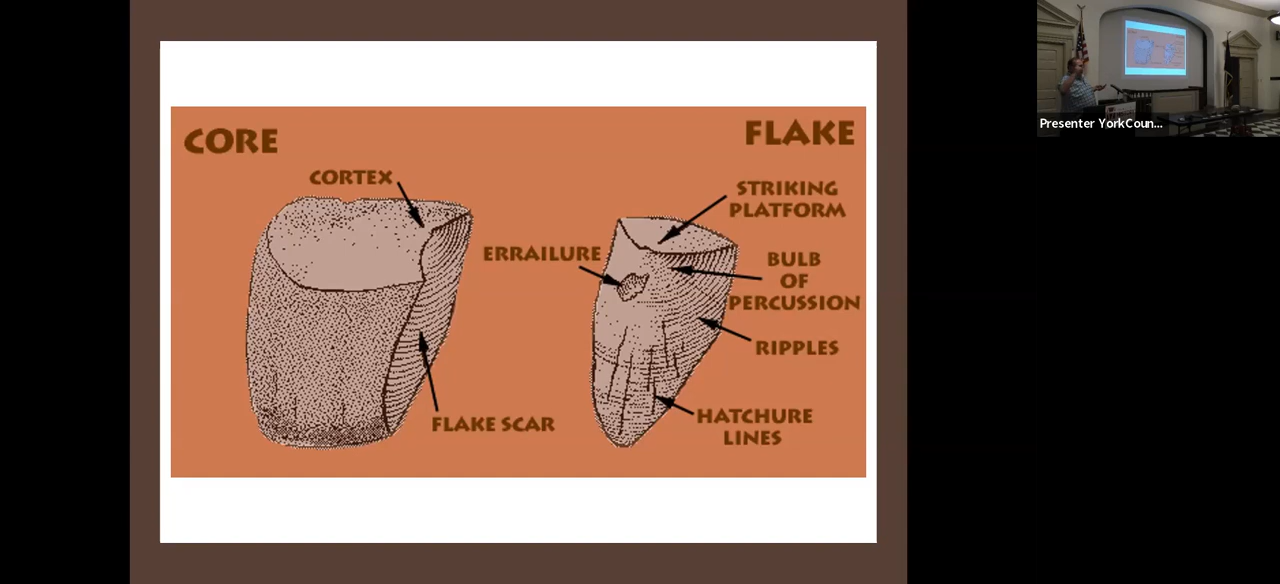 CORE
FLAKE
CORTEX
STRIKING
PLATFORM
ERRAILURE
BULB
OF
PERCUSSION
RIPPLES
HATCHURE
LINES
FLAKE SCAR
Presenter YorkCoun...